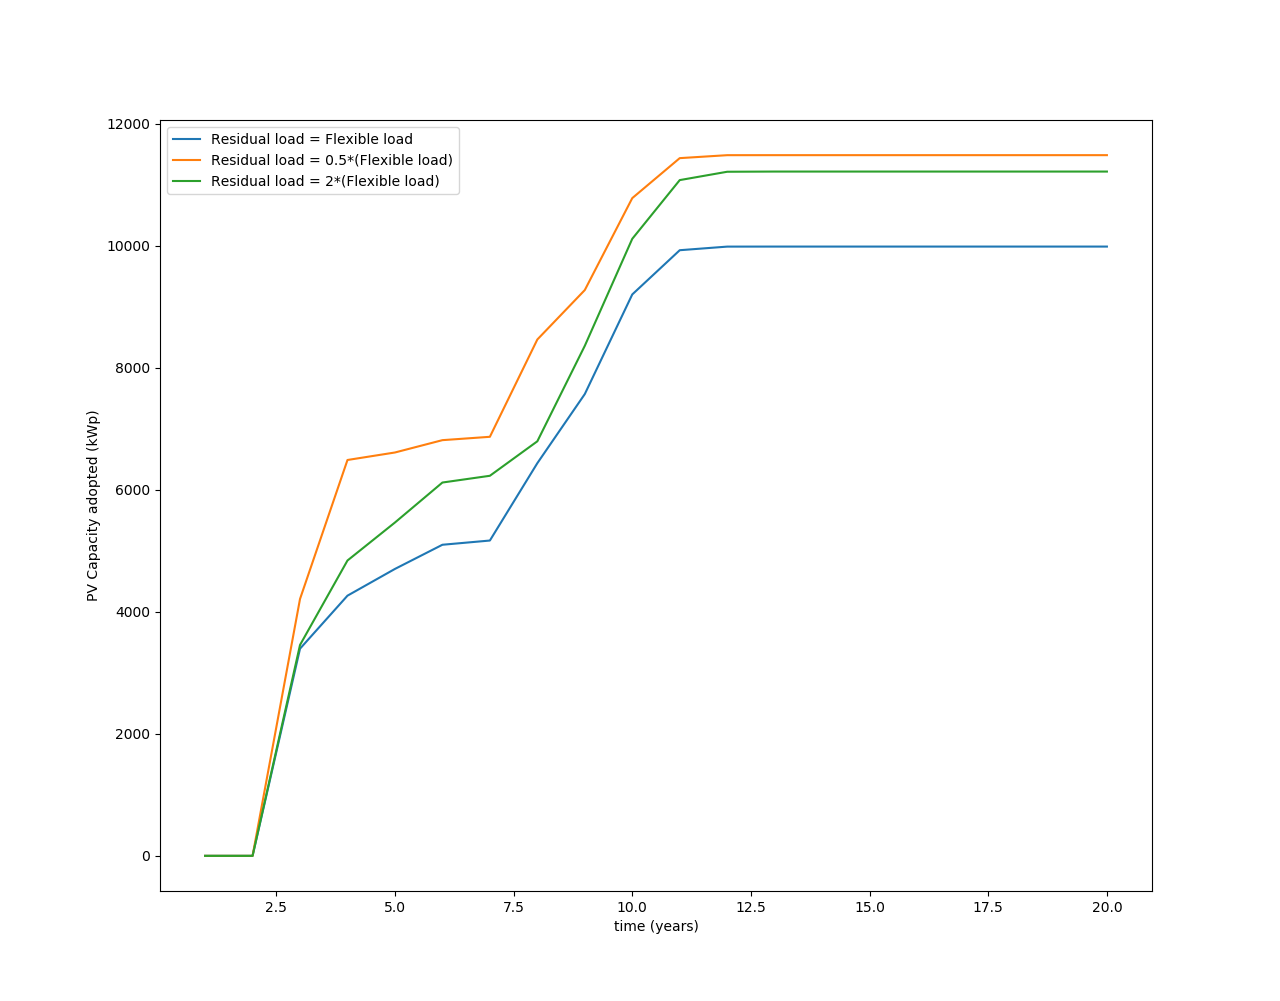 12000
10000
8000
6000
4000
2000
0
PV Capacity adopted (kWp)
Residual load = Flexible load
Residual load = 0.5*(Flexible load)
Residual load = 2*(Flexible load)
2.5 5.0 7.5 10.0 12.5 15.0 17.5 20.0
time (years)